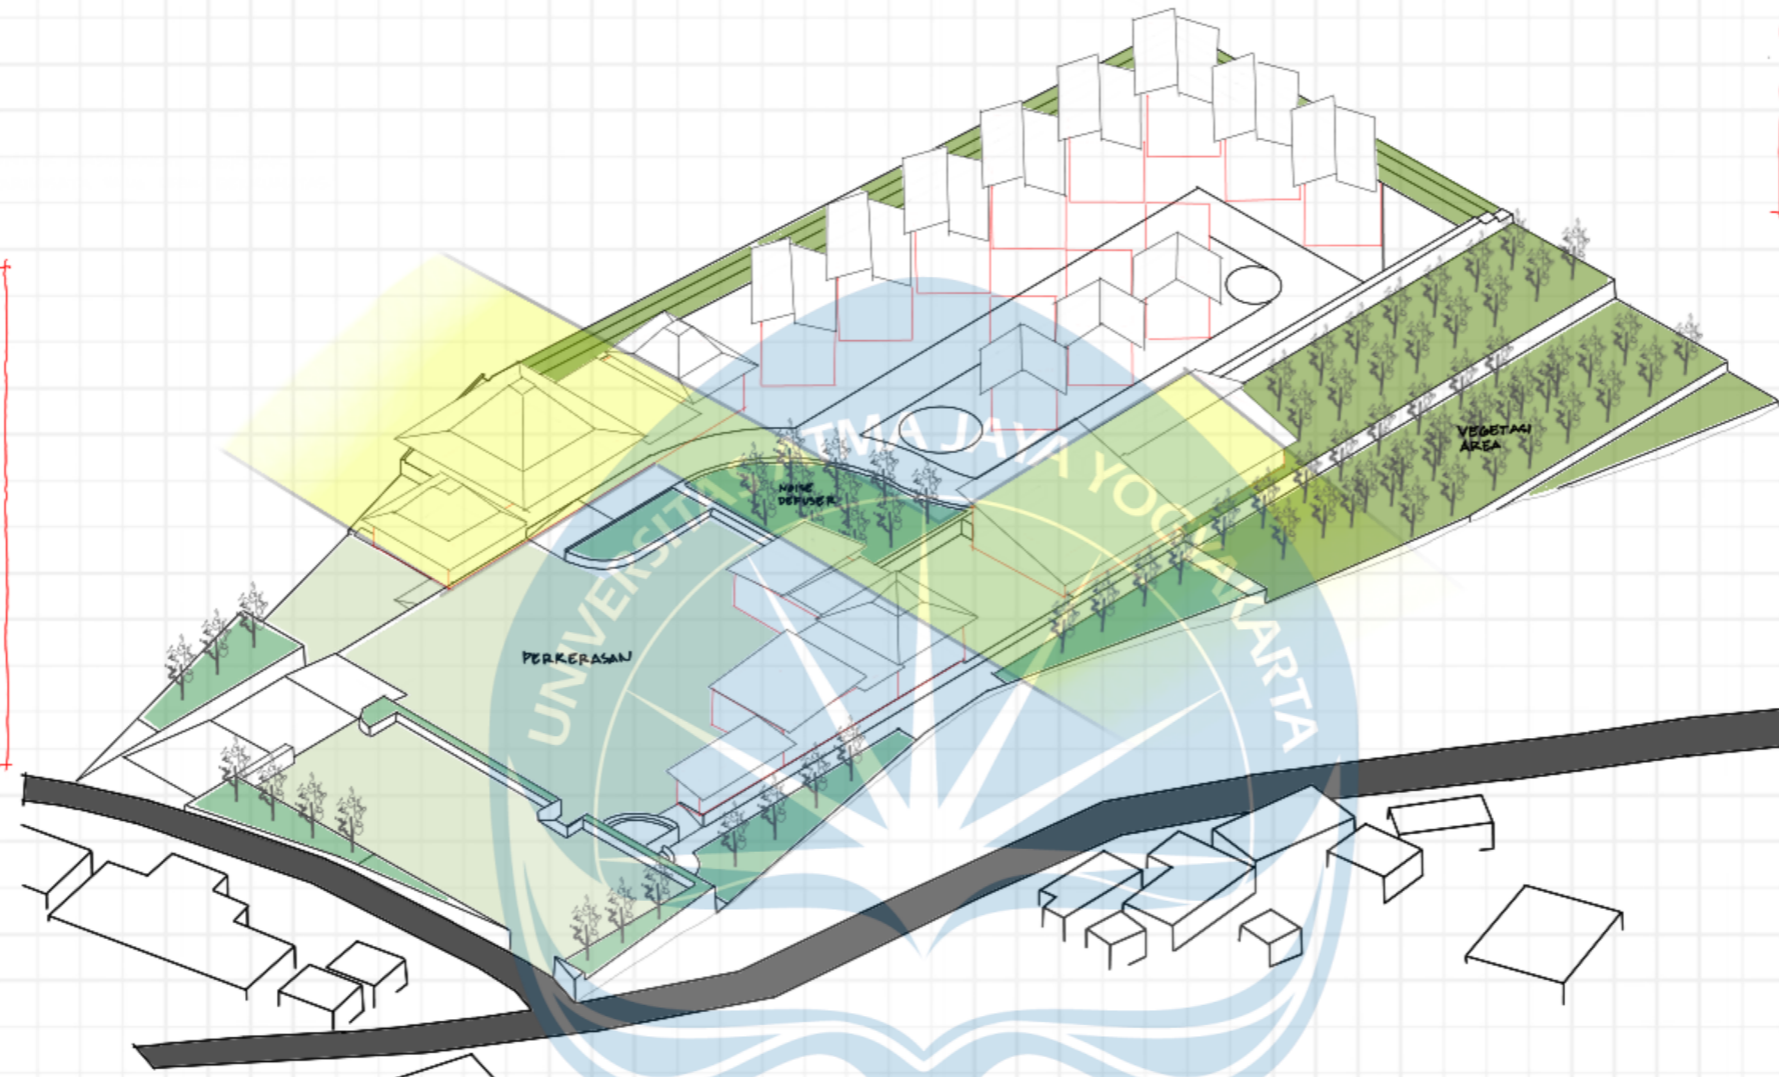 UNIVERSITAS ATMA JAYA YOGYAKARTA
VEGETASI
AREA
NOISE
DEFUSER
PERKERASAN